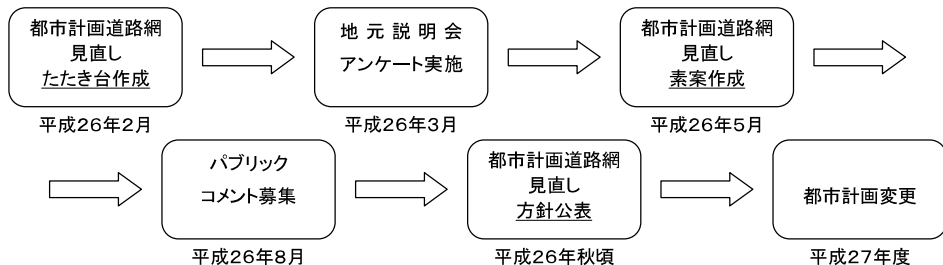 都市計画道路網
見直し
たたき台作成
平成26年2月
地元説明会
アンケート実施
平成26年3月
都市計画道路網
見直し
素案作成
平成26年5月
パブリック
コメント募集
平成26年8月
都市計画道路網
見直し
方針公表
平成26年秋頃
都市計画変更
平成27年度